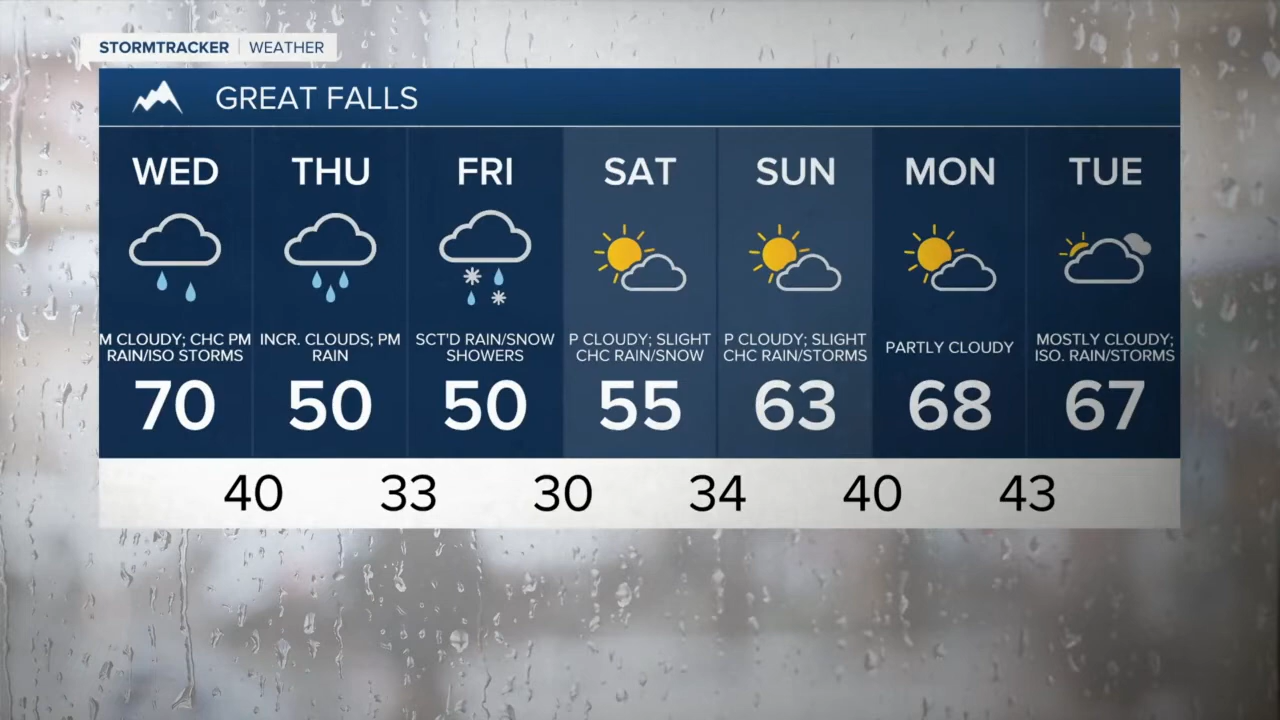 STORMTRACKER | WEATHER
GREAT FALLS
WED THU FRI SAT SUN MON TUE
M CLOUDY; CHC PM
RAIN/ISO STORMS
INCR. CLOUDS; PM
RAIN
SCT'D RAIN/SNOW
SHOWERS
P CLOUDY; SLIGHT
CHC RAIN/SNOW
P CLOUDY; SLIGHT
CHC RAIN/STORMS
PARTLY CLOUDY
MOSTLY CLOUDY;
ISO. RAIN/STORMS
70 50 50 55 63 68 67
40 33 30 34 40 43